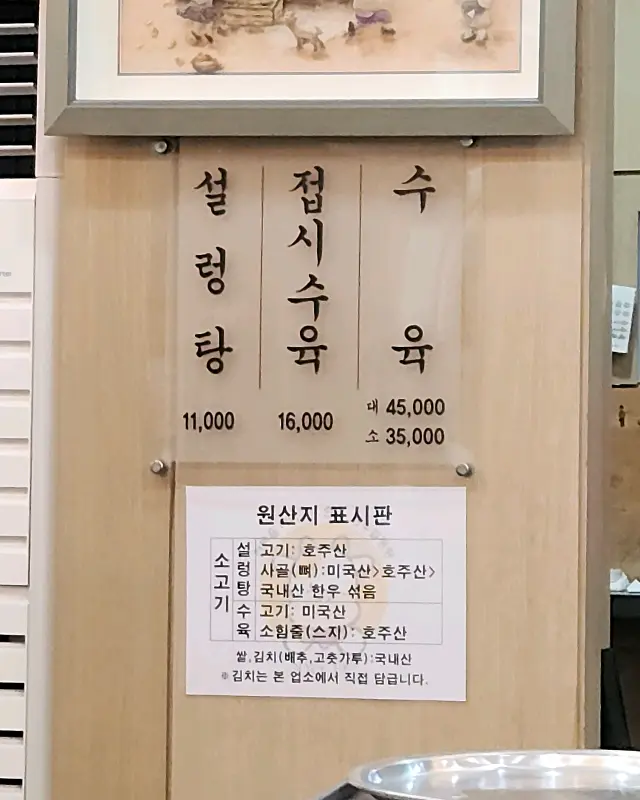 설렁탕
11,000
접시수육
16,000
수육
대 45,000
소 35,000
원산지 표시판
소고기
설렁탕
고기: 호주산
사골(뼈):미국산>호주산>
국내산 한우 섞음
수육
고기: 미국산
소힘줄(스지): 호주산
쌀,김치(배추,고춧가루):국내산
※김치는 본 업소에서 직접 담급니다.